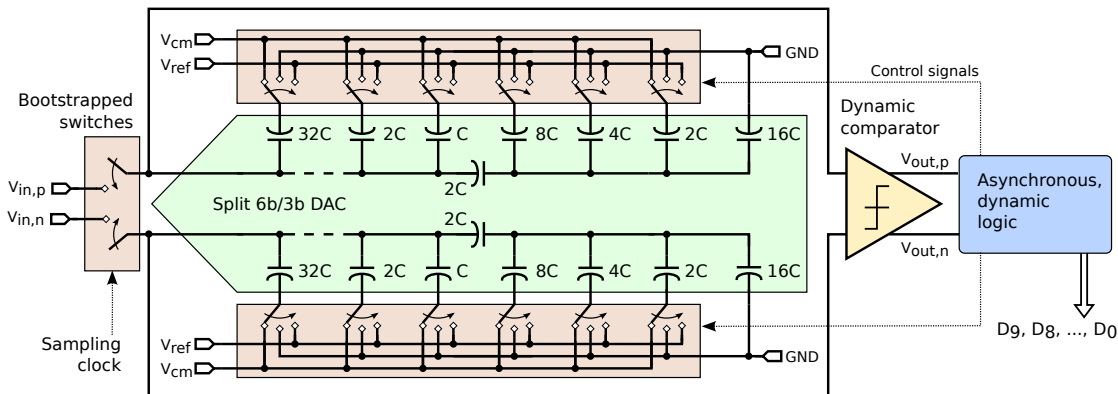 Vcm
Vref
GND
Control signals
Bootstrapped
switches
Dynamic
comparator
32C
2C
C
8C
4C
2C
16C
Vin,p
Vin,n
2C
Split 6b/3b DAC
2C
Vout,p
Vout,n
Asynchronous,
dynamic
logic
32C
2C
C
8C
4C
2C
16C
Sampling
clock
Vref
Vcm
GND
D9, D8, ..., D0